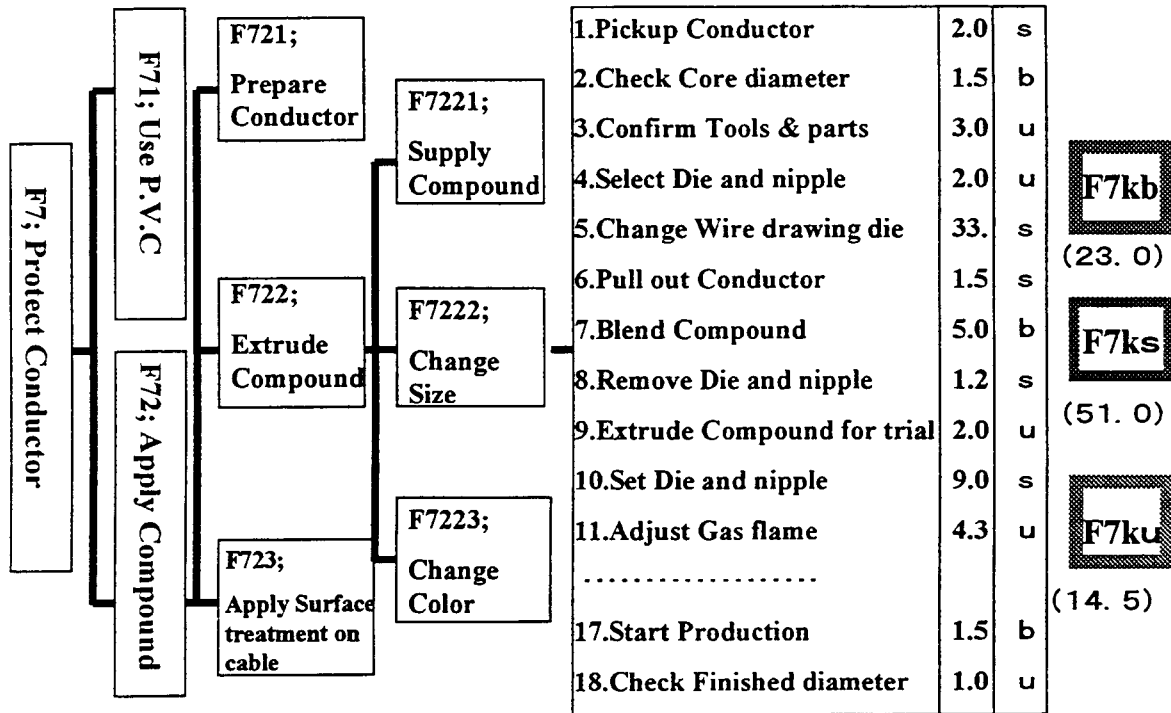 F7; Protect Conductor
F71; Use P.V.C
F72; Apply Compound
F721;
Prepare
Conductor
F722;
Extrude
Compound
F723;
Apply Surface
treatment on
cable
F7221;
Supply
Compound
F7222;
Change
Size
F7223;
Change
Color
1.Pickup Conductor 2.0 s
2.Check Core diameter 1.5 b
3.Confirm Tools & parts 3.0 u
4.Select Die and nipple 2.0 u
5.Change Wire drawing die 33. s
6.Pull out Conductor 1.5 s
7.Blend Compound 5.0 b
8.Remove Die and nipple 1.2 s
9.Extrude Compound for trial 2.0 u
10.Set Die and nipple 9.0 s
11.Adjust Gas flame 4.3 u
...................
17.Start Production 1.5 b
18.Check Finished diameter 1.0 u
F7kb
(23. 0)
F7ks
(51. 0)
F7ku
(14. 5)